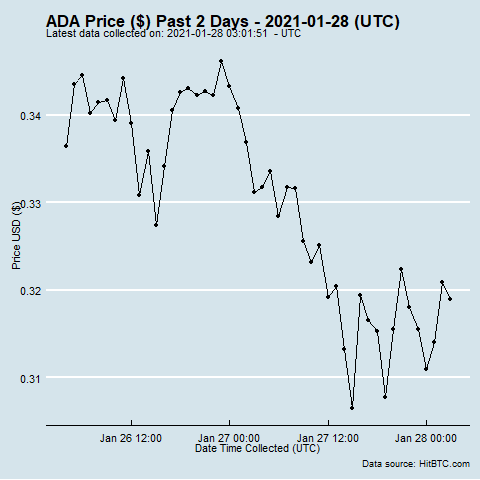 ADA Price ($) Past 2 Days - 2021-01-28 (UTC)
Latest data collected on: 2021-01-28 03:01:51 - UTC
0.34
0.33
0.32
0.31
Price USD ($)
Jan 26 12:00
Jan 27 00:00
Jan 27 12:00
Jan 28 00:00
Date Time Collected (UTC)
Data source: HitBTC.com